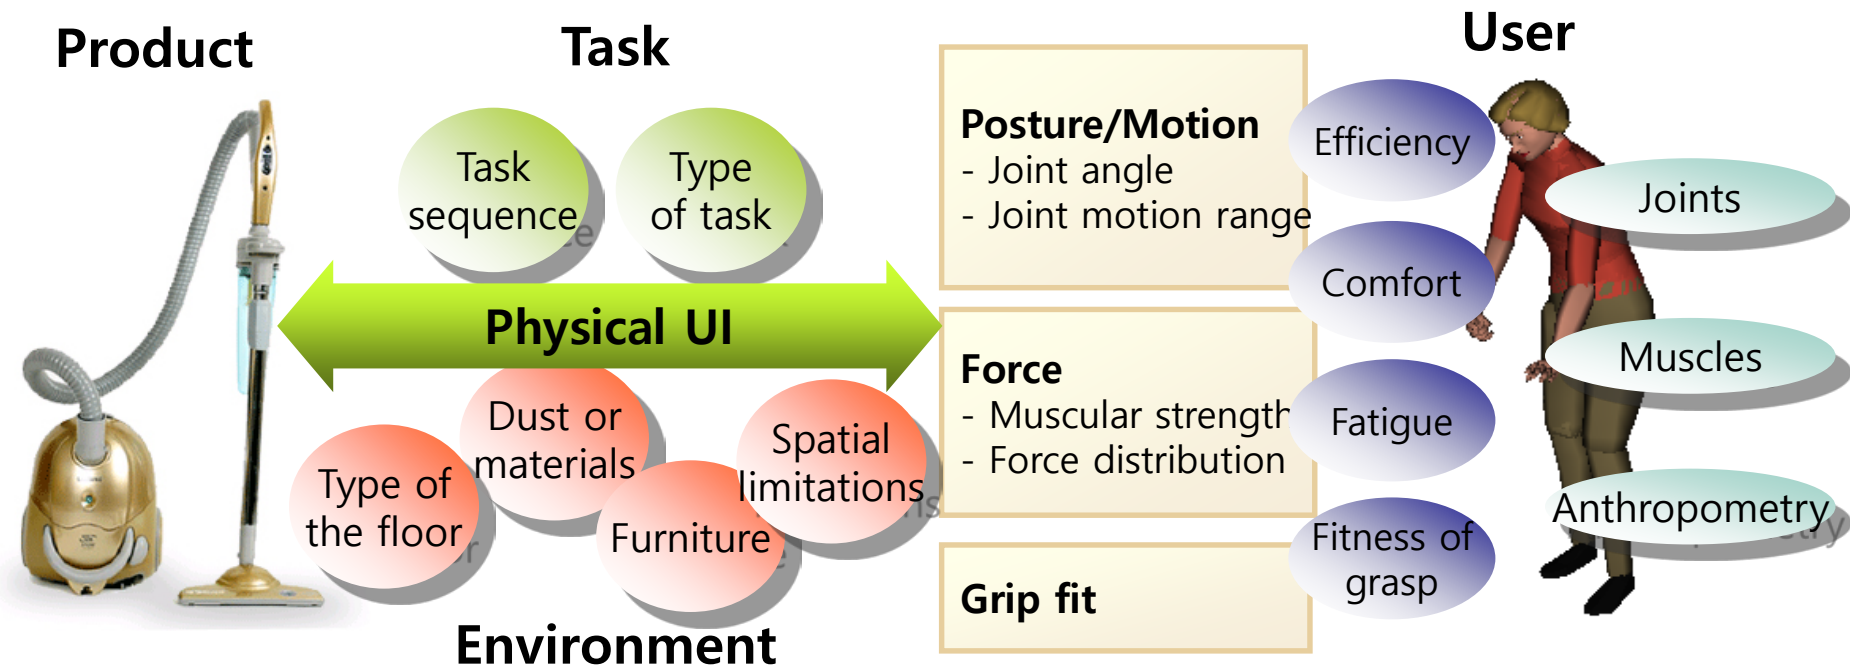 Product
Task
User
Task
sequence
Type
of task
Physical UI
Type of
the floor
Dust or
materials
Furniture
Spatial
limitations
Environment
Posture/Motion
- Joint angle
- Joint motion range
Force
- Muscular strength
- Force distribution
Grip fit
Efficiency
Comfort
Fatigue
Fitness of
grasp
Joints
Muscles
Anthropometry